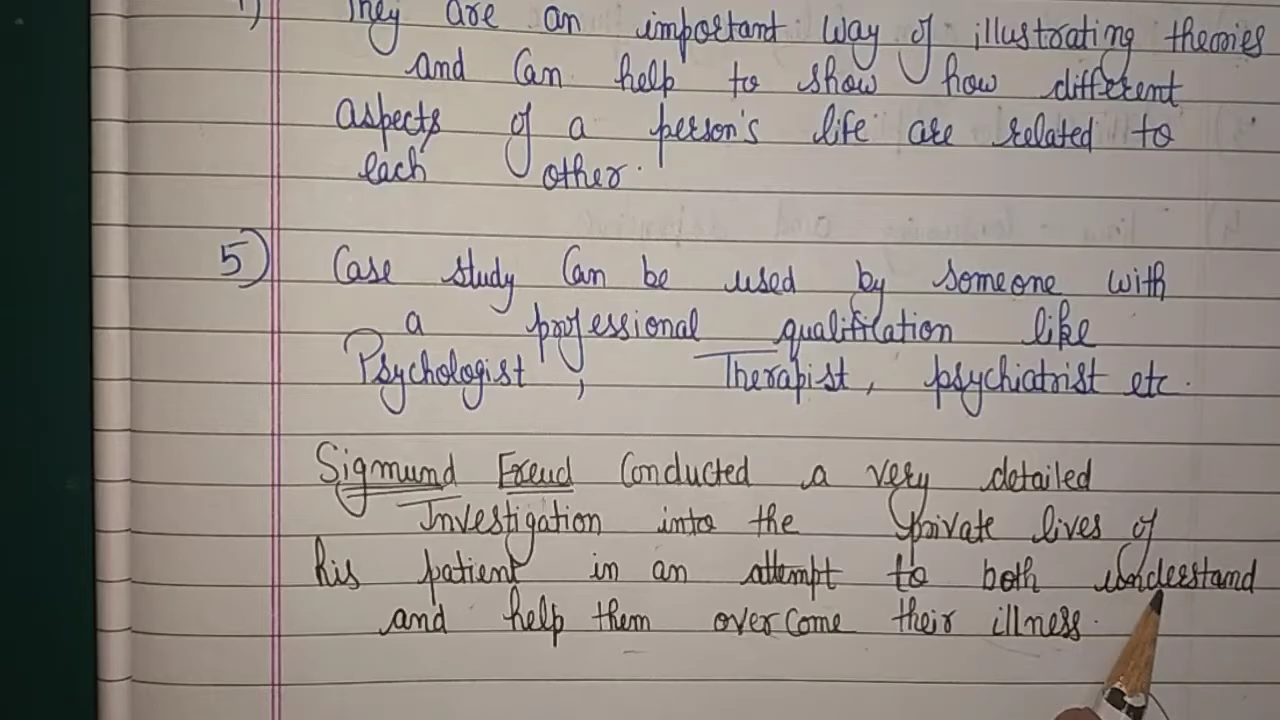 They are an important way of illustrating theories
and can help to show how different
aspects of a person's life are related to
each other.
5) Case study can be used by someone with
a professional qualification like
Psychologist, Therapist, psychiatrist etc.
Sigmund Freud conducted a very detailed
Investigation into the private lives of
his patient in an attempt to both understand
and help them overcome their illness.